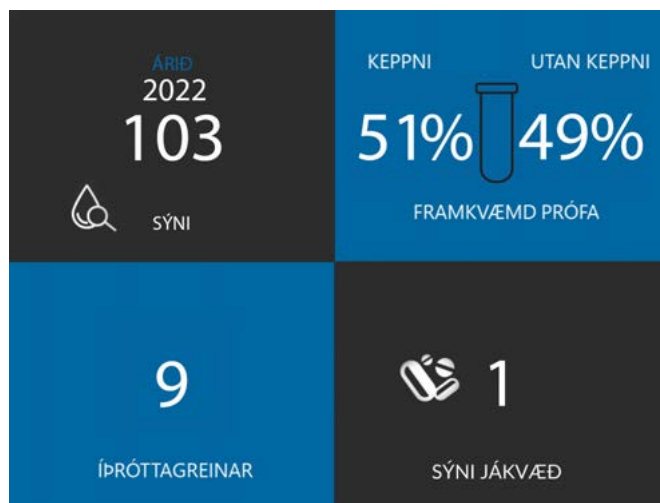 ÁRIÐ
2022
103
SÝNI
KEPPNI
UTAN KEPPNI
51%
49%
FRAMKVÆMD PRÓFA
9
ÍÞRÓTTAGREINAR
1
SÝNI JÁKVÆÐ